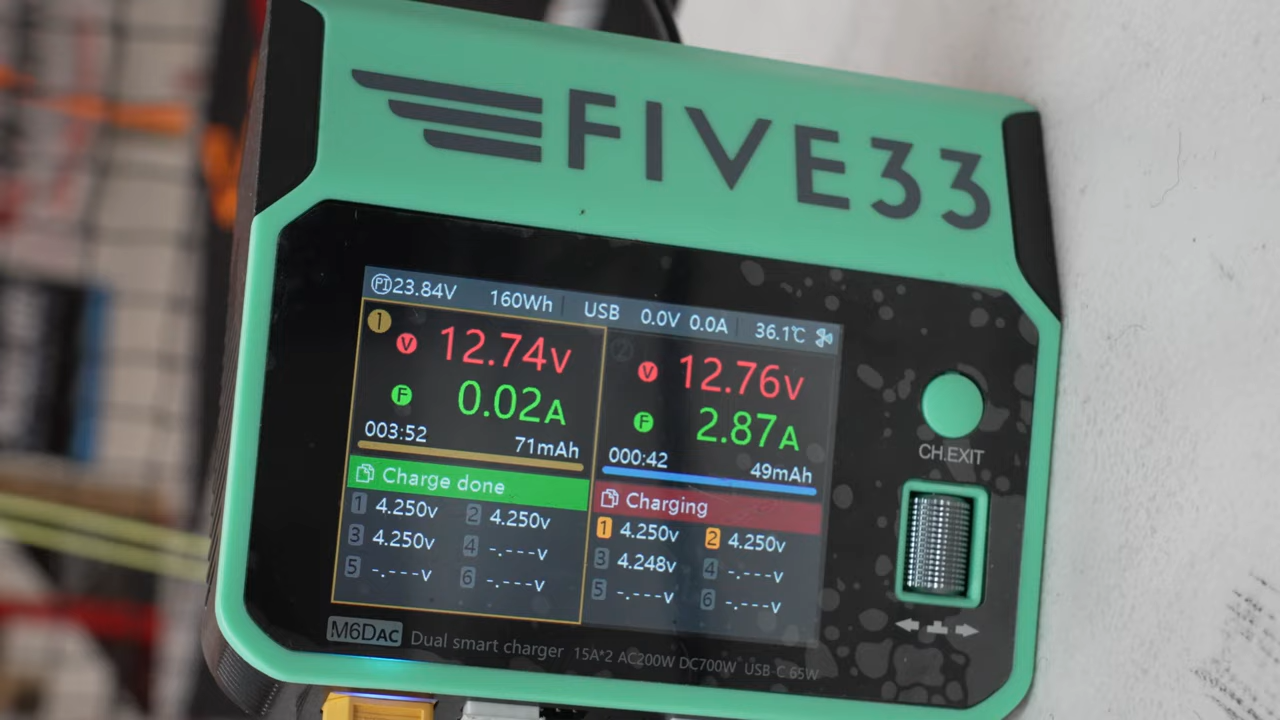 FIVE33
PI 23.84V 160Wh USB 0.0V 0.0A 36.1℃
1
V 12.74V
F 0.02A
003:52 71mAh
Charge done
1 4.250V 2 4.250V
3 4.250V 4 -.---V
5 -.---V 6 -.---V
2
V 12.76V
F 2.87A
000:42 49mAh
Charging
1 4.250V 2 4.250V
3 4.248V 4 -.---V
5 -.---V 6 -.---V
CH.EXIT
M6DAC Dual smart charger 15A*2 AC200W DC700W USB-C 65W